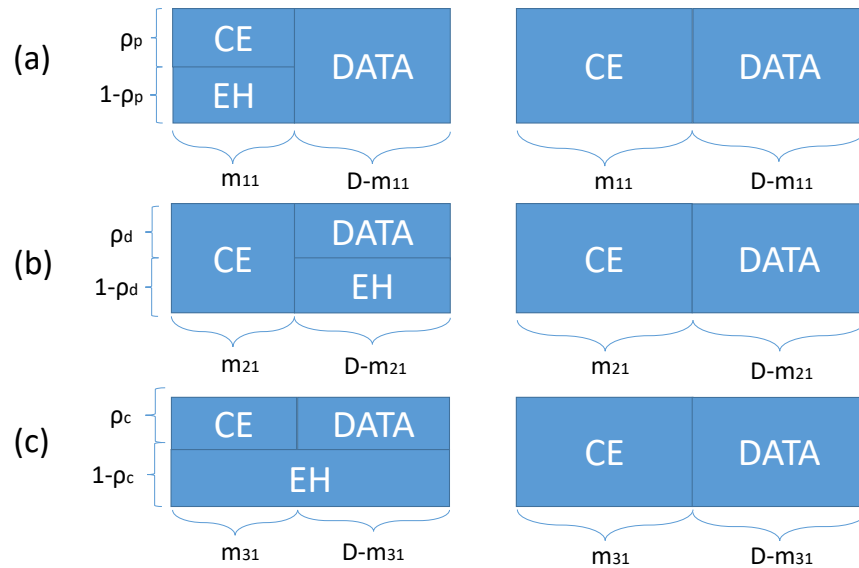 (a)
ρp
1-ρp
CE
EH
DATA
CE
DATA
m11
D-m11
m11
D-m11
(b)
ρd
1-ρd
CE
DATA
EH
CE
DATA
m21
D-m21
m21
D-m21
(c)
ρc
1-ρc
CE
DATA
EH
CE
DATA
m31
D-m31
m31
D-m31